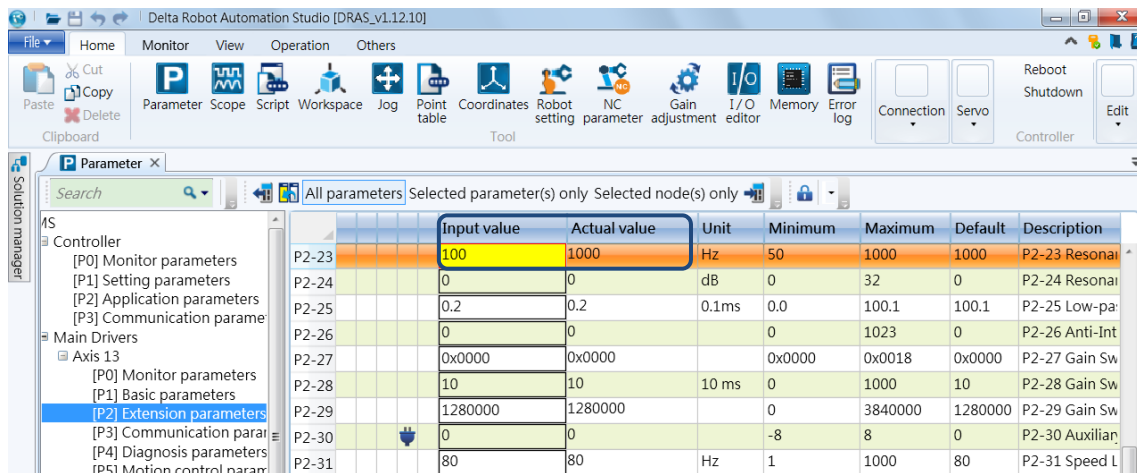 Delta Robot Automation Studio [DRAS_v1.12.10]
File Home Monitor View Operation Others
Paste Cut Copy Delete
Clipboard
Parameter Scope Script Workspace Jog Point table Coordinates Robot setting NC parameter Gain adjustment I/O editor Memory Error log
Tool
Connection Servo
Reboot
Shutdown
Controller
Edit
Solution manager
Parameter
Search All parameters Selected parameter(s) only Selected node(s) only
MS
Controller
[P0] Monitor parameters
[P1] Setting parameters
[P2] Application parameters
[P3] Communication parame
Main Drivers
Axis 13
[P0] Monitor parameters
[P1] Basic parameters
[P2] Extension parameters
[P3] Communication parar
[P4] Diagnosis parameters
[P5] Motion control param
Input value Actual value Unit Minimum Maximum Default Description
P2-23 100 1000 Hz 50 1000 1000 P2-23 Resonar
P2-24 0 0 dB 0 32 0 P2-24 Resonar
P2-25 0.2 0.2 0.1ms 0.0 100.1 100.1 P2-25 Low-pa
P2-26 0 0 0 1023 0 P2-26 Anti-Int
P2-27 0x0000 0x0000 0x0000 0x0018 0x0000 P2-27 Gain Sw
P2-28 10 10 10 ms 0 1000 10 P2-28 Gain Sw
P2-29 1280000 1280000 0 3840000 1280000 P2-29 Gain Sw
P2-30 0 0 -8 8 0 P2-30 Auxiliar
P2-31 80 80 Hz 1 1000 80 P2-31 Speed L